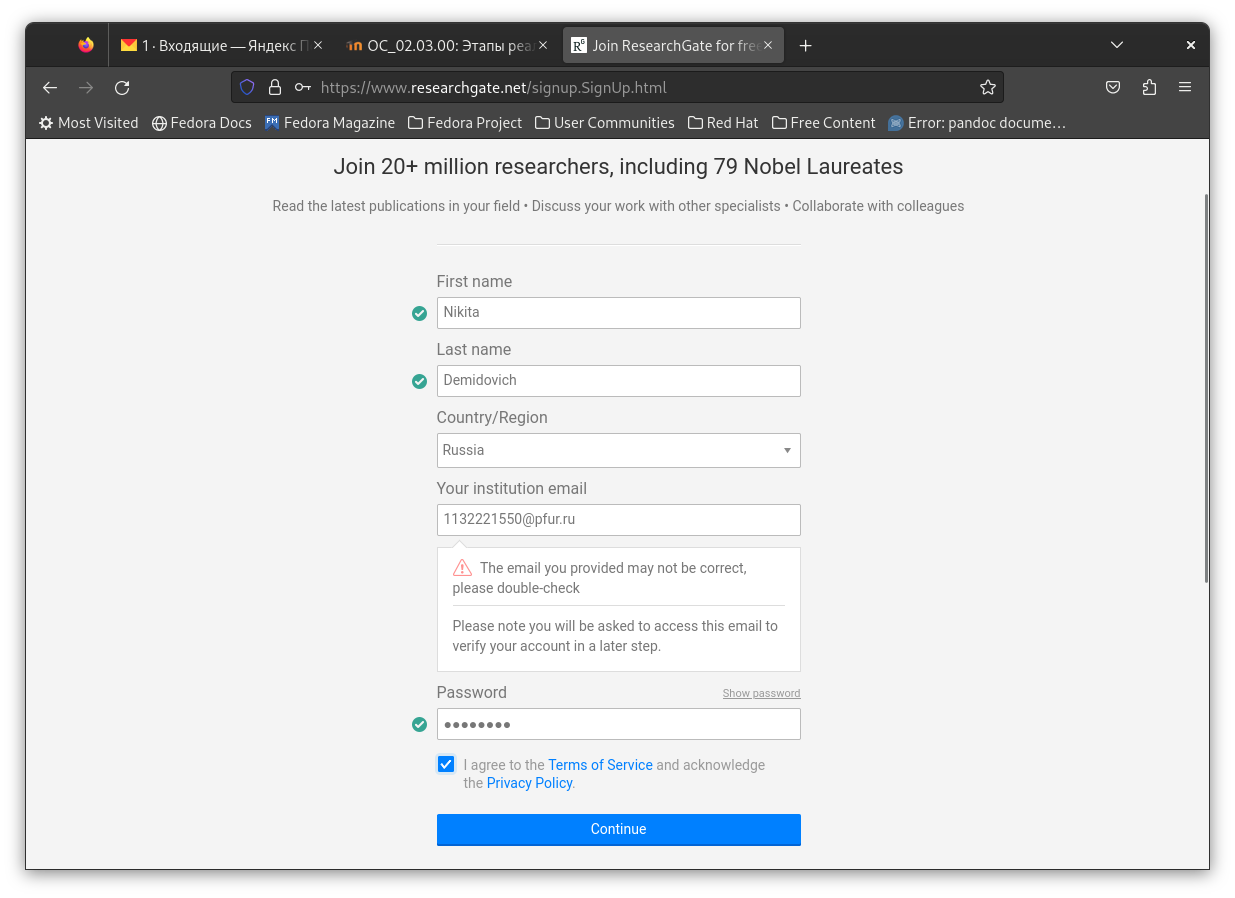 1 · Входящие — Яндекс П
ОС_02.03.00: Этапы реа
Join ResearchGate for free
https://www.researchgate.net/signup.SignUp.html
Most Visited
Fedora Docs
Fedora Magazine
Fedora Project
User Communities
Red Hat
Free Content
Error: pandoc docume…
Join 20+ million researchers, including 79 Nobel Laureates
Read the latest publications in your field • Discuss your work with other specialists • Collaborate with colleagues
First name
Nikita
Last name
Demidovich
Country/Region
Russia
Your institution email
1132221550@pfur.ru
The email you provided may not be correct,
please double-check
Please note you will be asked to access this email to
verify your account in a later step.
Password
Show password
●●●●●●●●
I agree to the Terms of Service and acknowledge
the Privacy Policy.
Continue